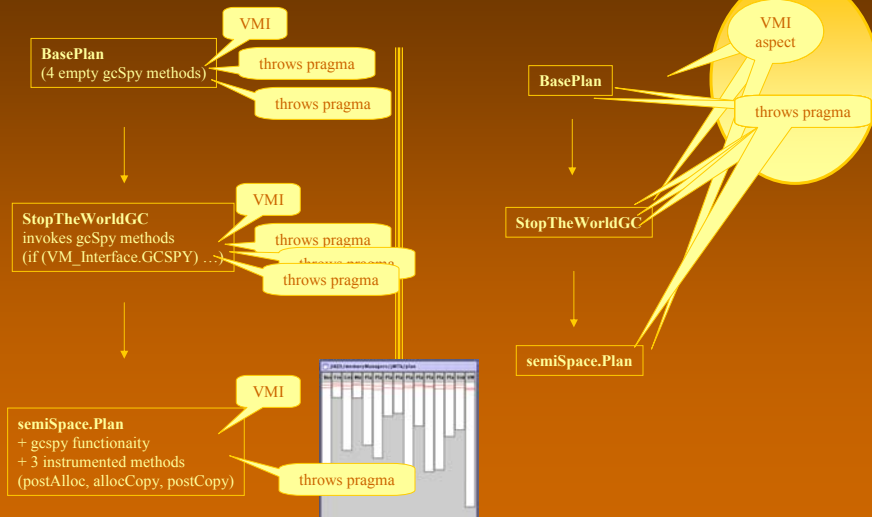 VMI
BasePlan
(4 empty gcSpy methods)
throws pragma
throws pragma
VMI
StopTheWorldGC
invokes gcSpy methods
(if (VM_Interface.GCSPY) …)
throws pragma
throws pragma
throws pragma
VMI
semiSpace.Plan
+ gcspy functionaity
+ 3 instrumented methods
(postAlloc, allocCopy, postCopy)
throws pragma
VMI
aspect
BasePlan
throws pragma
StopTheWorldGC
semiSpace.Plan